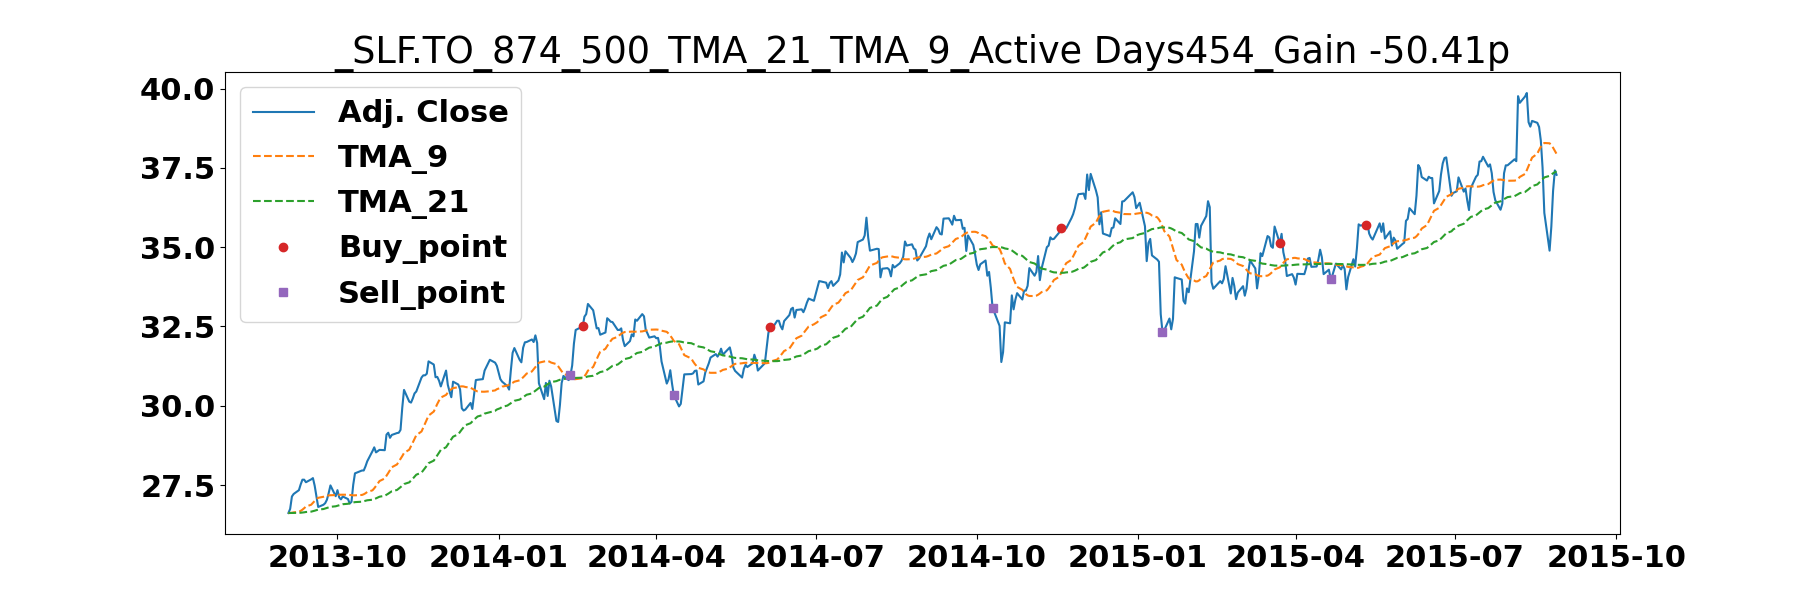 _SLF.TO_874_500_TMA_21_TMA_9_Active Days454_Gain -50.41p
40.0
37.5
35.0
32.5
30.0
27.5
Adj. Close
TMA_9
TMA_21
Buy_point
Sell_point
2013-10 2014-01 2014-04 2014-07 2014-10 2015-01 2015-04 2015-07 2015-10